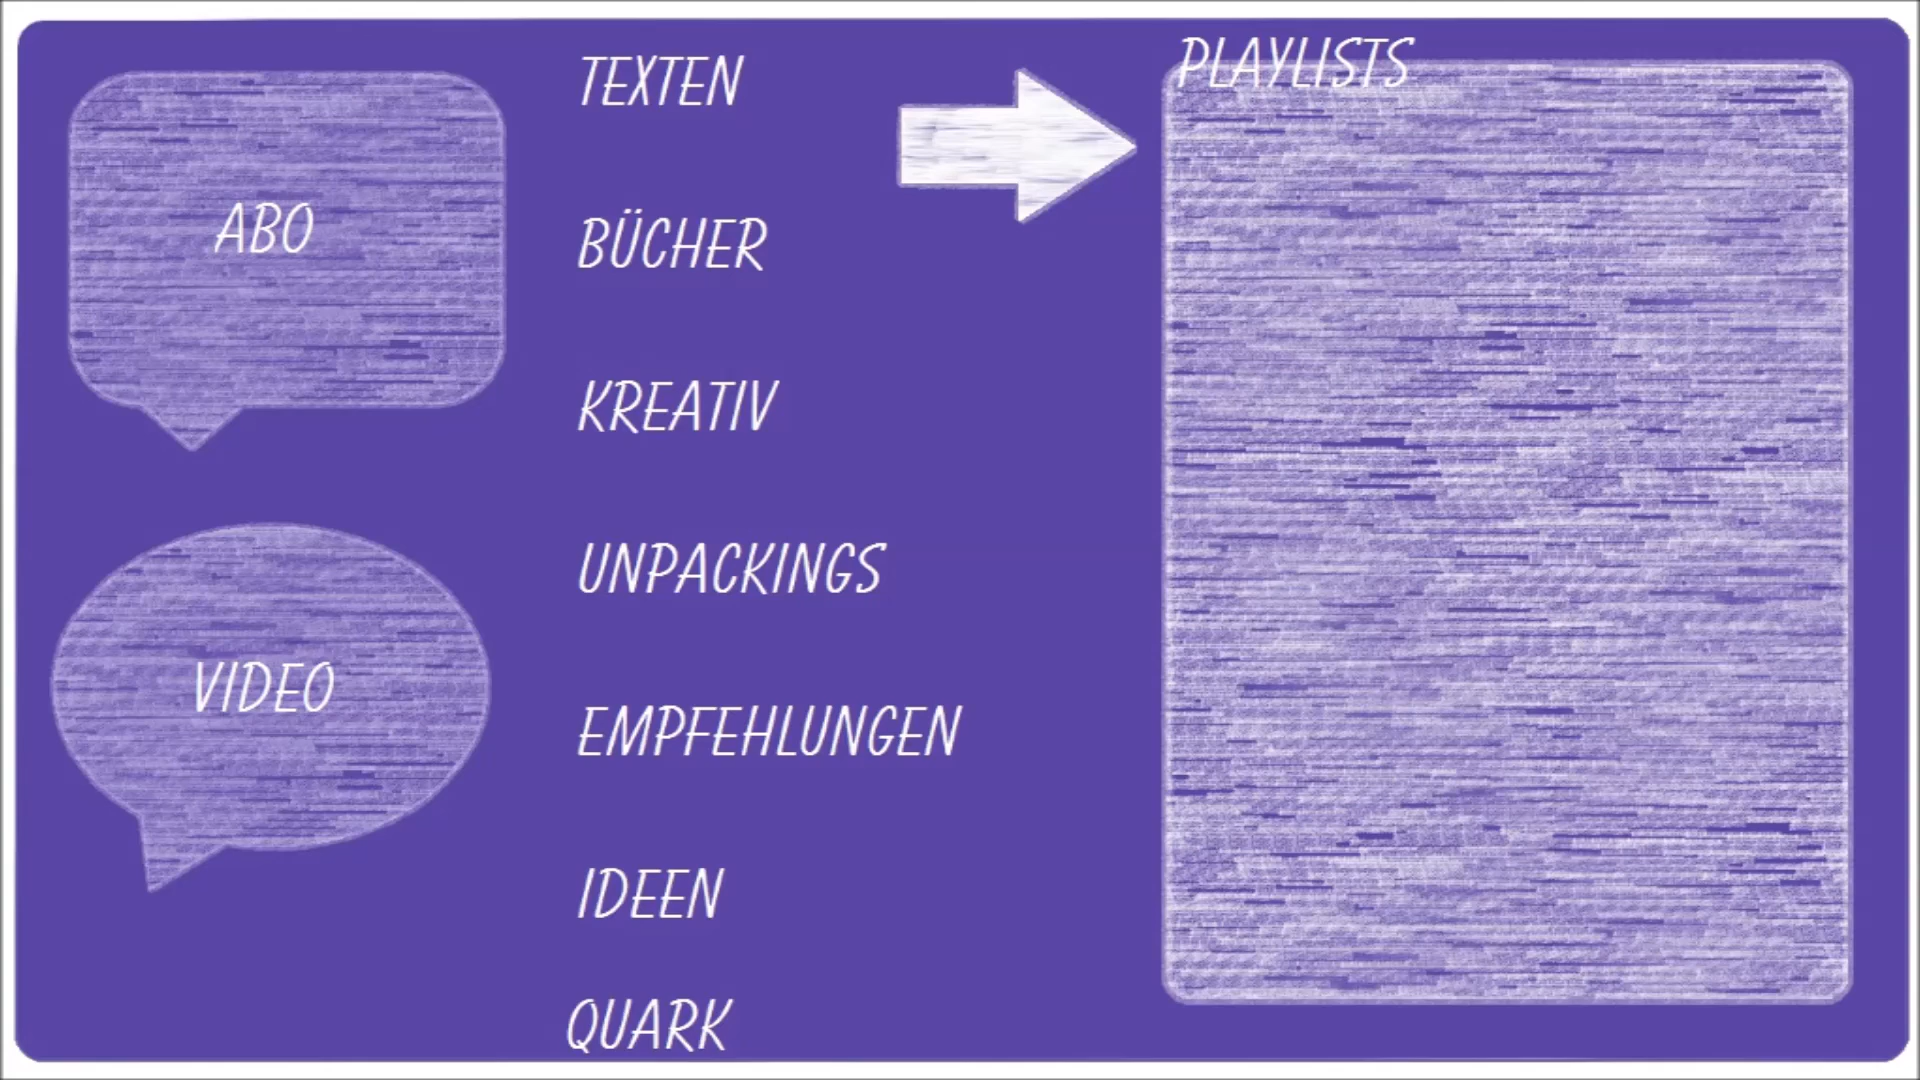 ABO
VIDEO
TEXTEN
BÜCHER
KREATIV
UNPACKINGS
EMPFEHLUNGEN
IDEEN
QUARK
PLAYLISTS